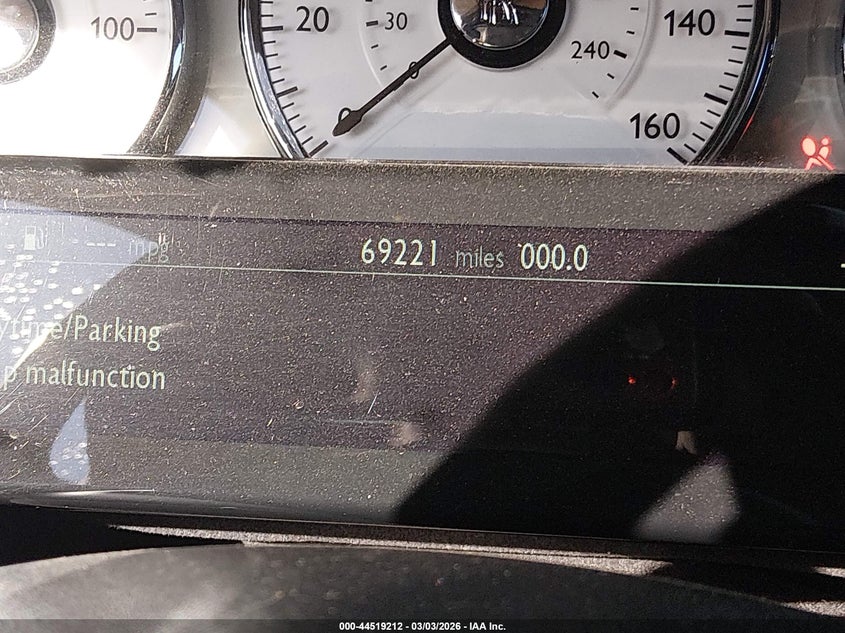 100
20
30
140
240
160
--- mpg
69221 miles 000.0
ytime/Parking
p malfunction
000-44519212 - 03/03/2026 - IAA Inc.